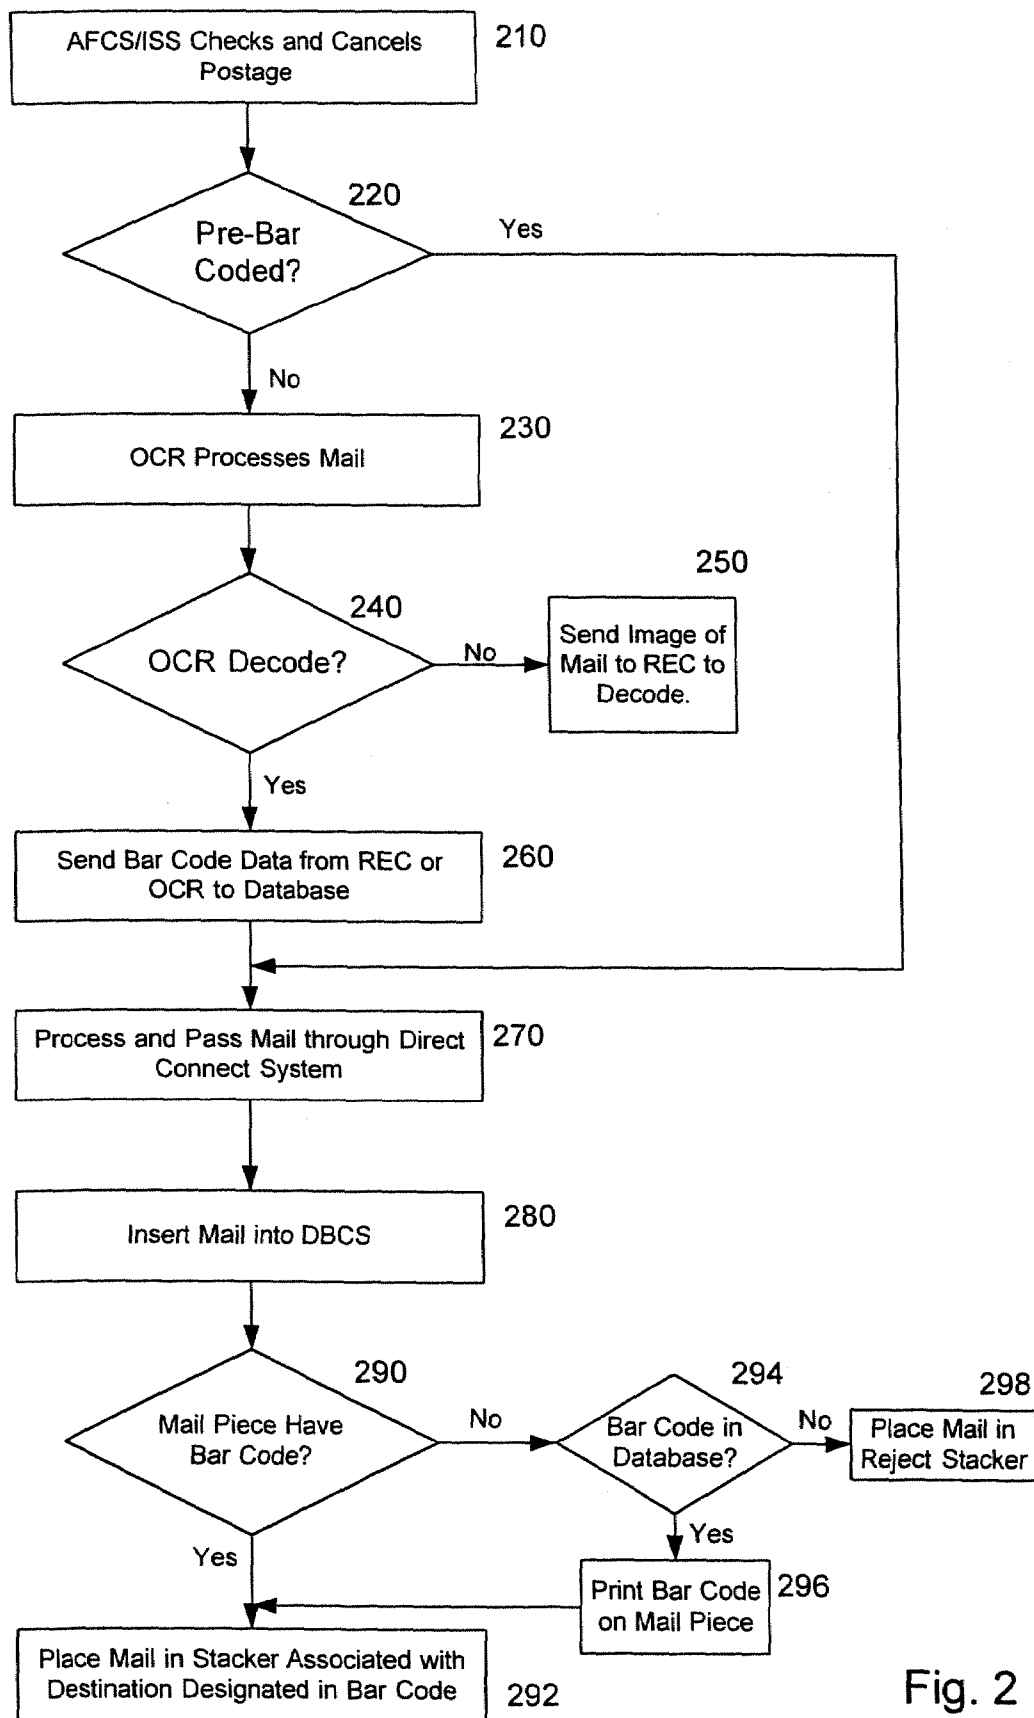 AFCS/ISS Checks and Cancels
Postage
210
220
Pre-Bar
Coded?
Yes
No
230
OCR Processes Mail
240
OCR Decode?
No
250
Send Image of
Mail to REC to
Decode.
Yes
Send Bar Code Data from REC or
OCR to Database
260
Process and Pass Mail through Direct
Connect System
270
Insert Mail into DBCS
280
290
Mail Piece Have
Bar Code?
No
294
Bar Code in
Database?
No
298
Place Mail in
Reject Stacker
Yes
Yes
Print Bar Code
on Mail Piece
296
Place Mail in Stacker Associated with
Destination Designated in Bar Code
292
Fig. 2